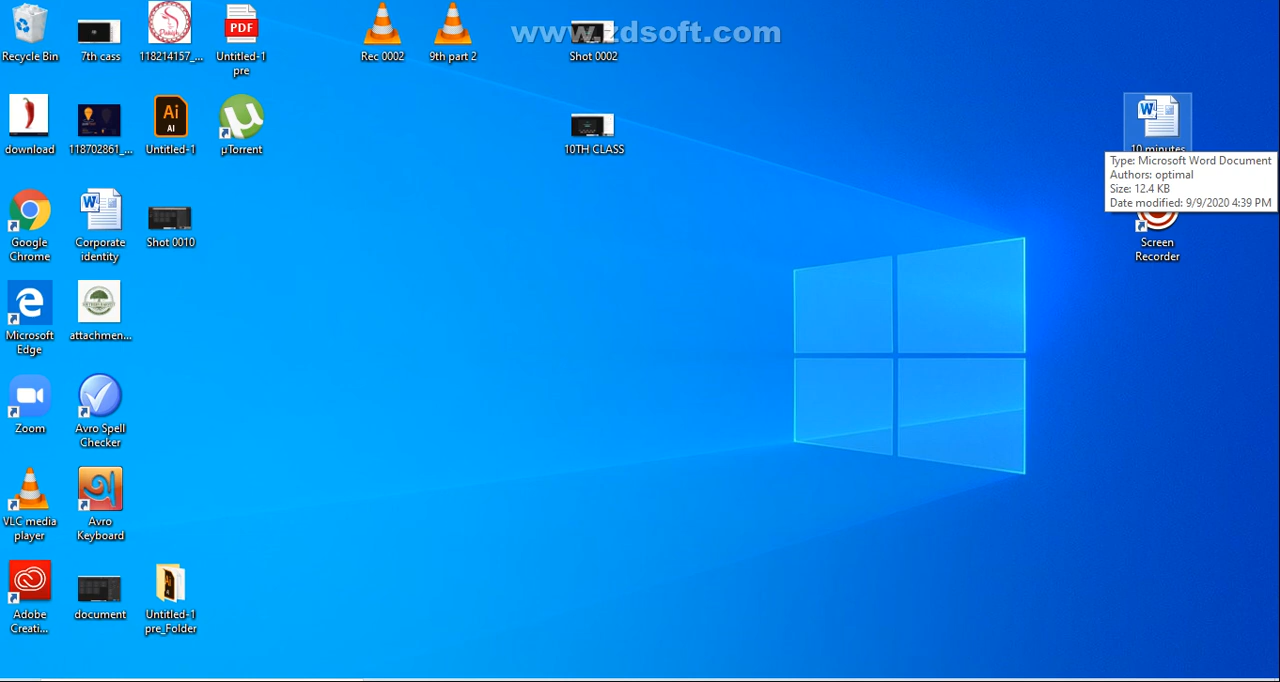 www.zdsoft.com
Recycle Bin
7th cass
118214157_...
Untitled-1
pre
Rec 0002
9th part 2
Shot 0002
PDF
download
118702861_...
Ai
AI
Untitled-1
µTorrent
10TH CLASS
W
10 minutes
Type: Microsoft Word Document
Authors: optimal
Size: 12.4 KB
Date modified: 9/9/2020 4:39 PM
Google
Chrome
W
Corporate
identity
Shot 0010
Screen
Recorder
Microsoft
Edge
attachmen...
Zoom
Avro Spell
Checker
VLC media
player
অ
Avro
Keyboard
Adobe
Creati...
document
Untitled-1
pre_Folder